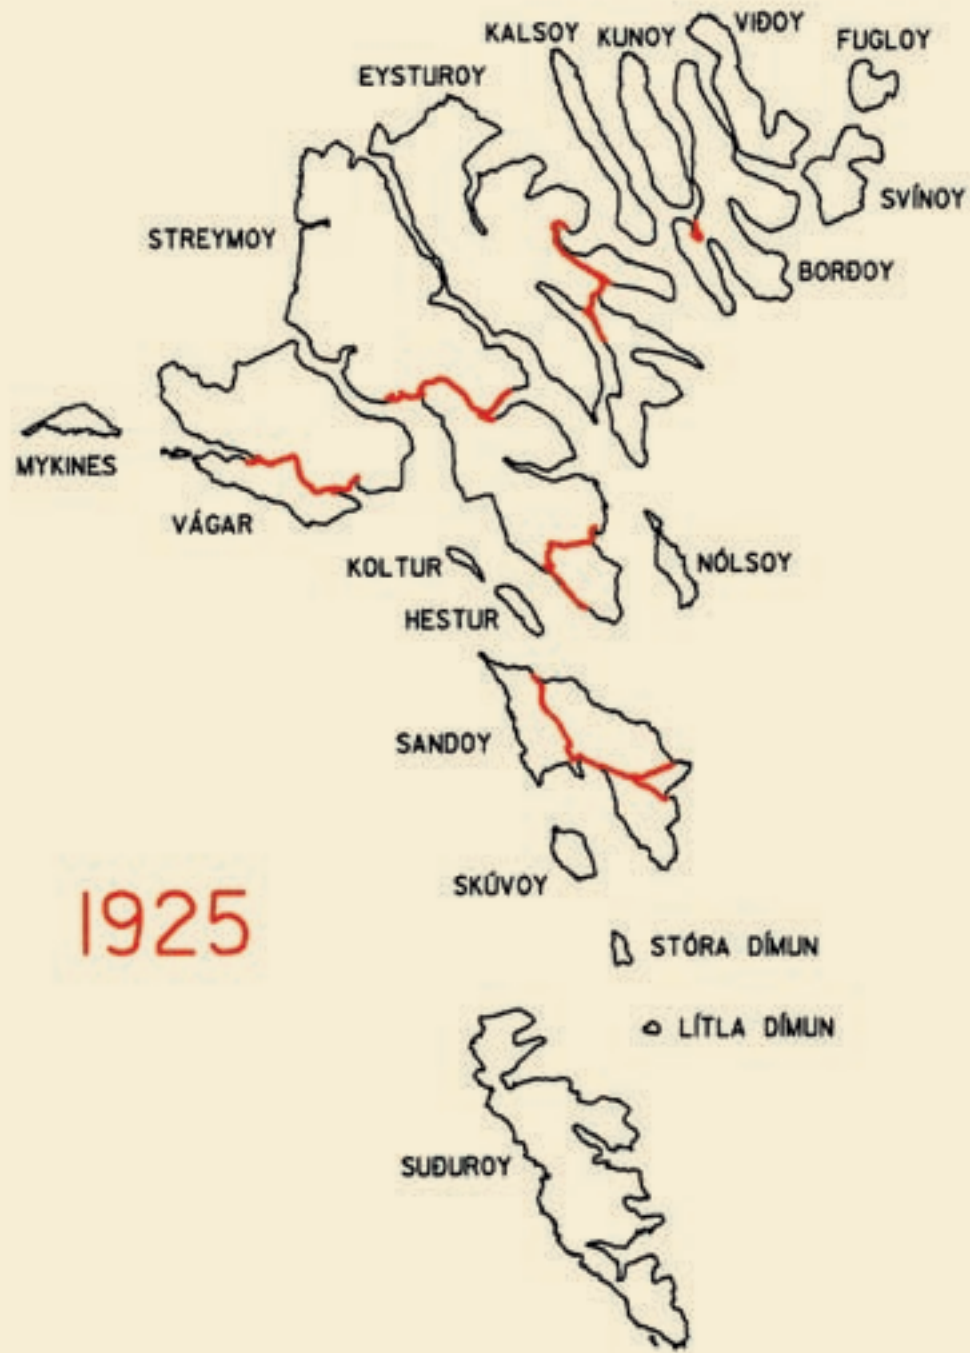 KALSOY
KUNOY
VIÐOY
FUGLOY
EYSTUROY
SVÍNOY
STREYMOY
BORÐOY
MYKINES
VÁGAR
KOLTUR
NÓLSOY
HESTUR
SANDOY
SKÚVOY
1925
STÓRA DÍMUN
LÍTLA DÍMUN
SUÐUROY